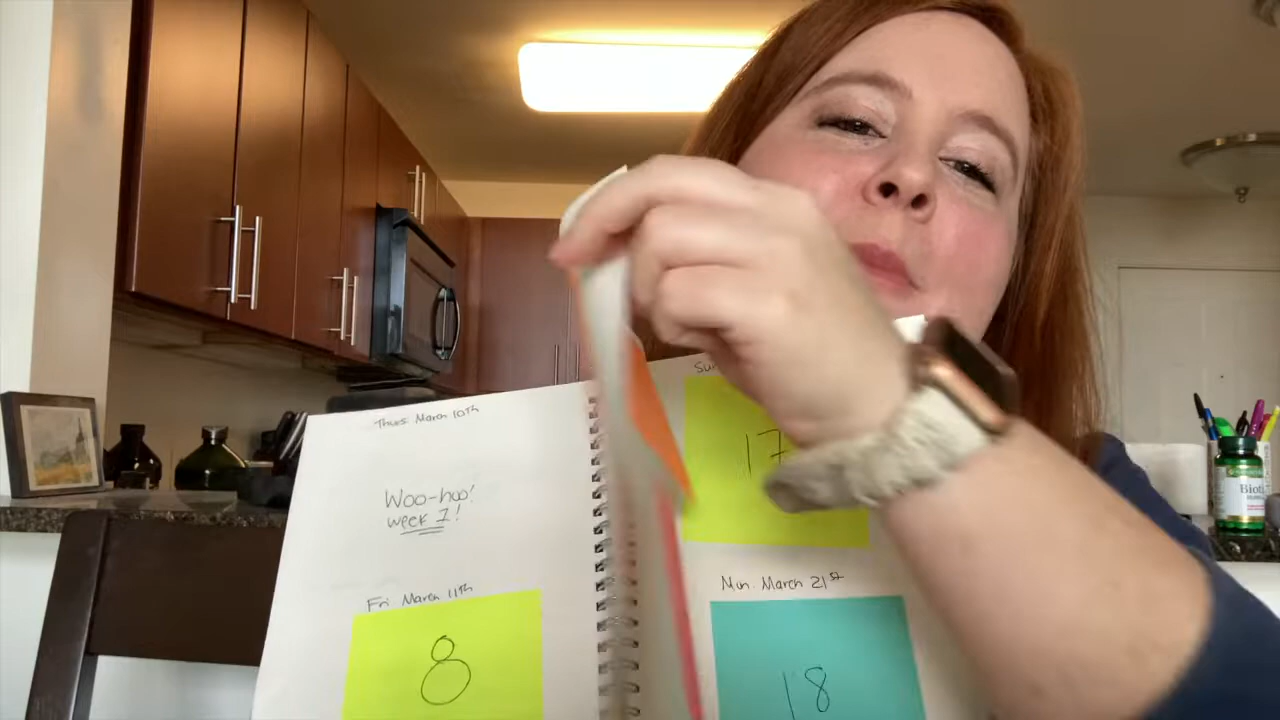 Thurs. March 10th
Woo-hoo!
week 1!
Fri. March 11th
8
17
Mon. March 21st
18